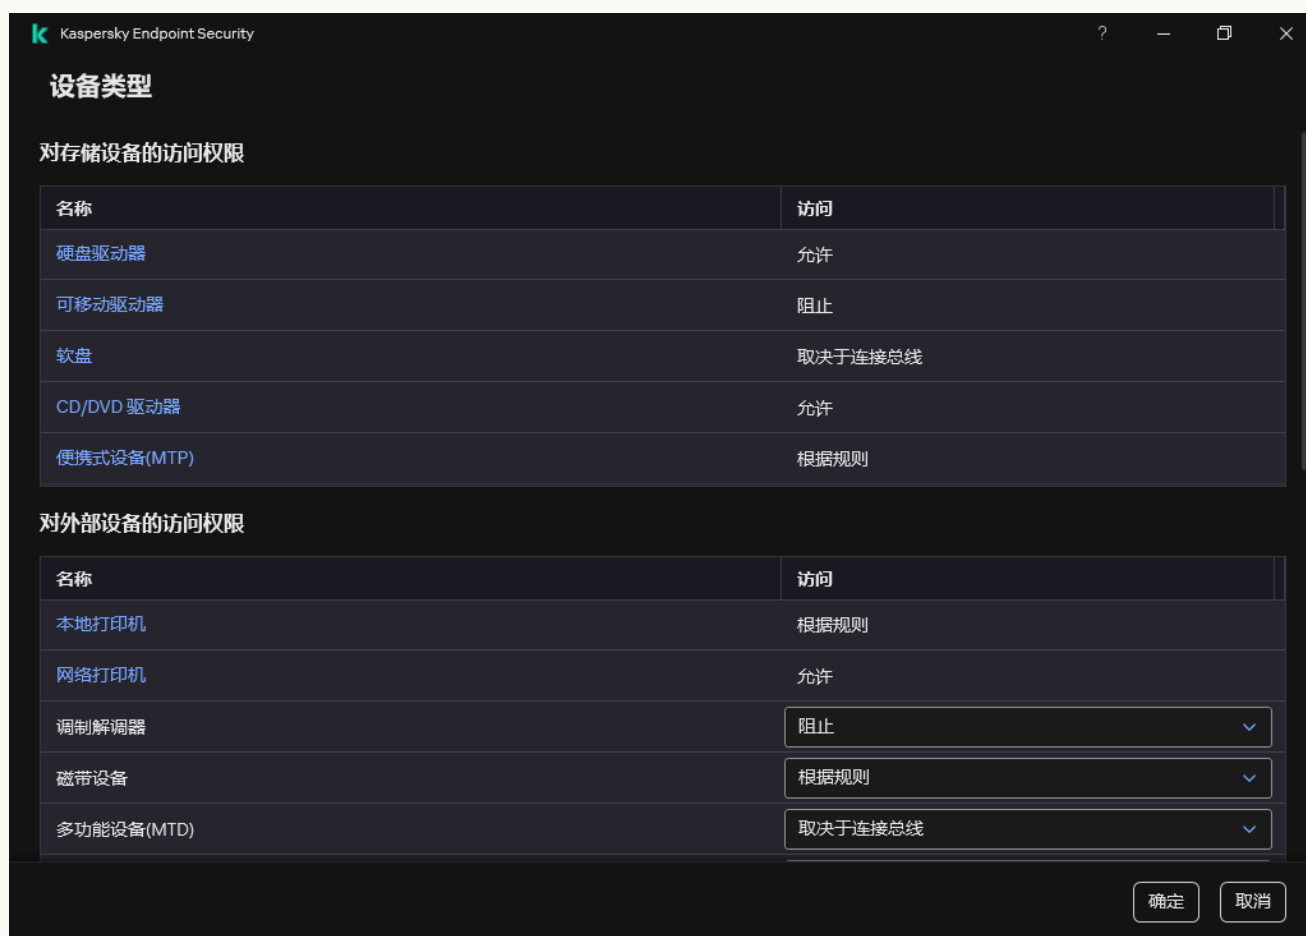 Kaspersky Endpoint Security
设备类型
对存储设备的访问权限
名称 访问
硬盘驱动器 允许
可移动驱动器 阻止
软盘 取决于连接总线
CD/DVD 驱动器 允许
便携式设备(MTP) 根据规则
对外部设备的访问权限
名称 访问
本地打印机 根据规则
网络打印机 允许
调制解调器 阻止
磁带设备 根据规则
多功能设备(MTD) 取决于连接总线
确定 取消